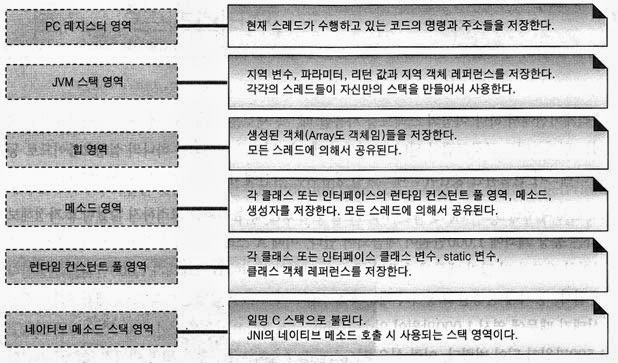 PC 레지스터 영역
현재 스레드가 수행하고 있는 코드의 명령과 주소들을 저장한다.
JVM 스택 영역
지역 변수, 파라미터, 리턴 값과 지역 객체 레퍼런스를 저장한다.
각각의 스레드들이 자신만의 스택을 만들어서 사용한다.
힙 영역
생성된 객체(Array도 객체임)들을 저장한다.
모든 스레드에 의해서 공유된다.
메소드 영역
각 클래스 또는 인터페이스의 런타임 컨스턴트 풀 영역, 메소드,
생성자를 저장한다. 모든 스레드에 의해서 공유된다.
런타임 컨스턴트 풀 영역
각 클래스 또는 인터페이스 클래스 변수, static 변수,
클래스 객체 레퍼런스를 저장한다.
네이티브 메소드 스택 영역
일명 C 스택으로 불린다.
JNI의 네이티브 메소드 호출 시 사용되는 스택 영역이다.